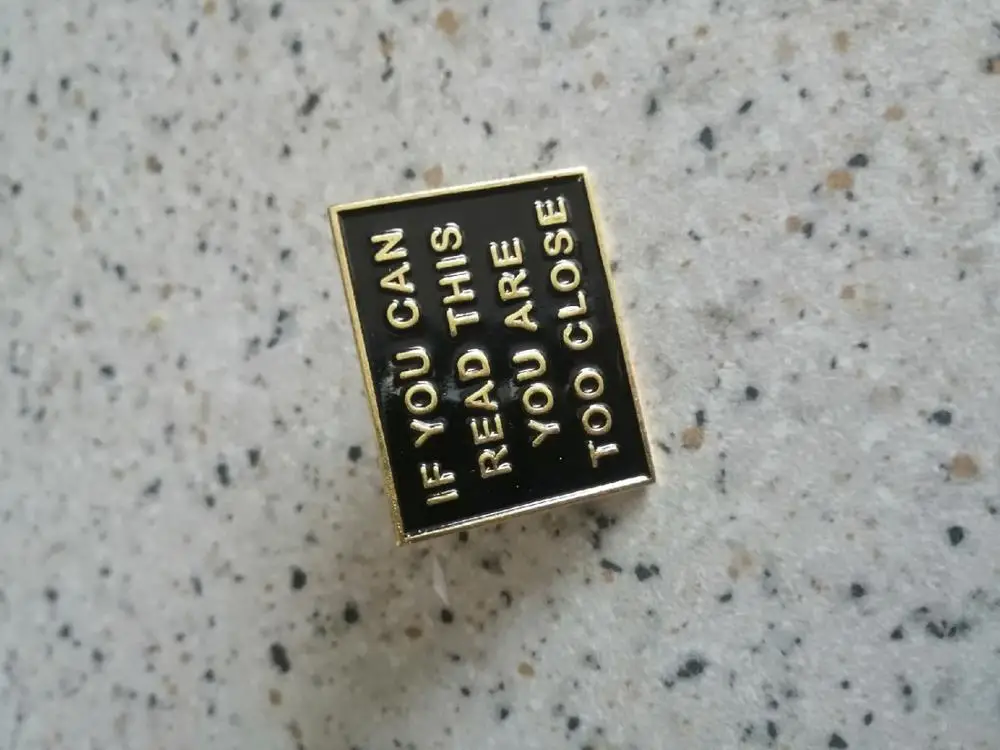 IF YOU CAN
READ THIS
YOU ARE
TOO CLOSE